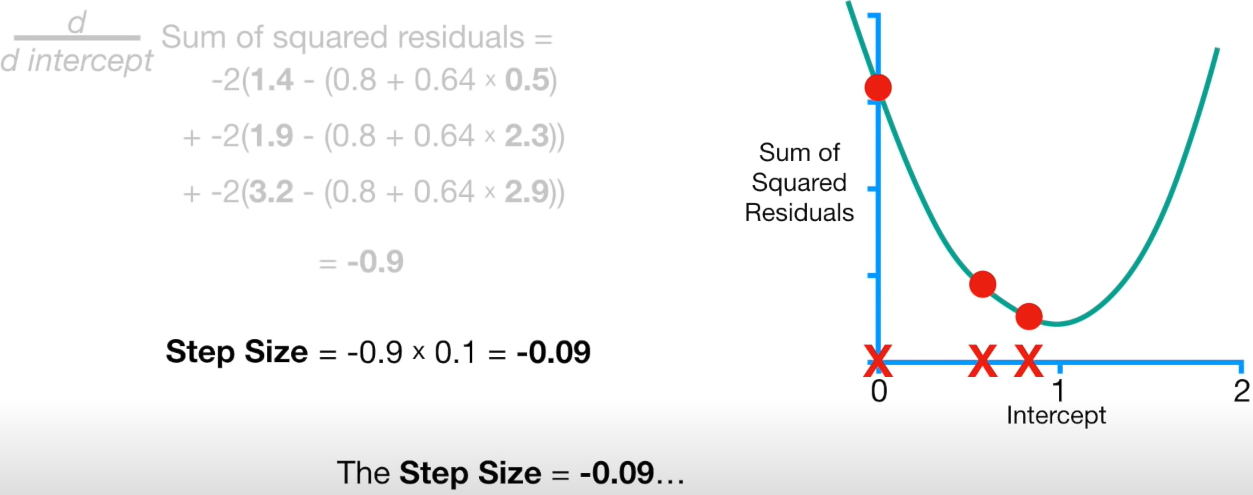 d
d intercept
Sum of squared residuals =
-2(1.4 - (0.8 + 0.64 × 0.5)
+ -2(1.9 - (0.8 + 0.64 × 2.3))
+ -2(3.2 - (0.8 + 0.64 × 2.9))
= -0.9
Step Size = -0.9 × 0.1 = -0.09
The Step Size = -0.09…
Sum of
Squared
Residuals
X X X
0 1 2
Intercept